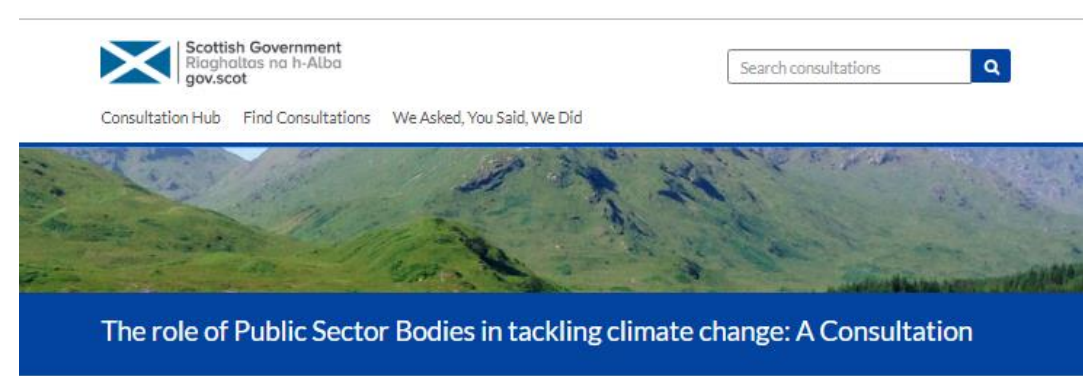 Scottish Government
Riaghaltas na h-Alba
gov.scot
Search consultations
Consultation Hub Find Consultations We Asked, You Said, We Did
The role of Public Sector Bodies in tackling climate change: A Consultation